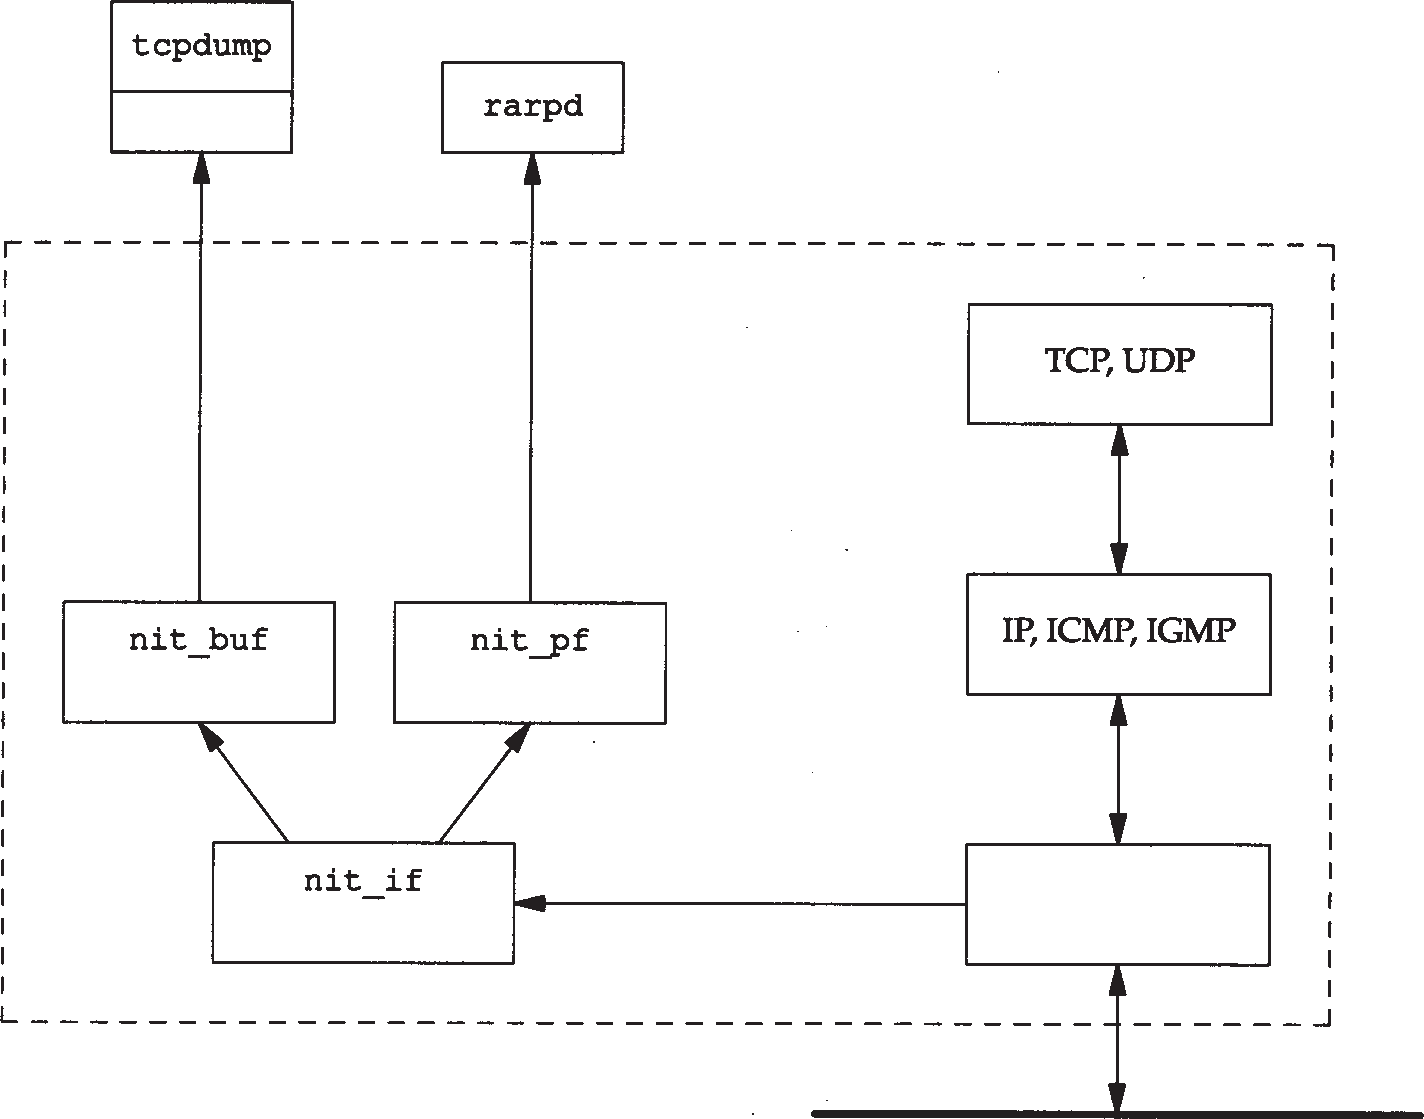 tcpdump
rarpd
TCP, UDP
nit_buf
nit_pf
IP, ICMP, IGMP
nit_if